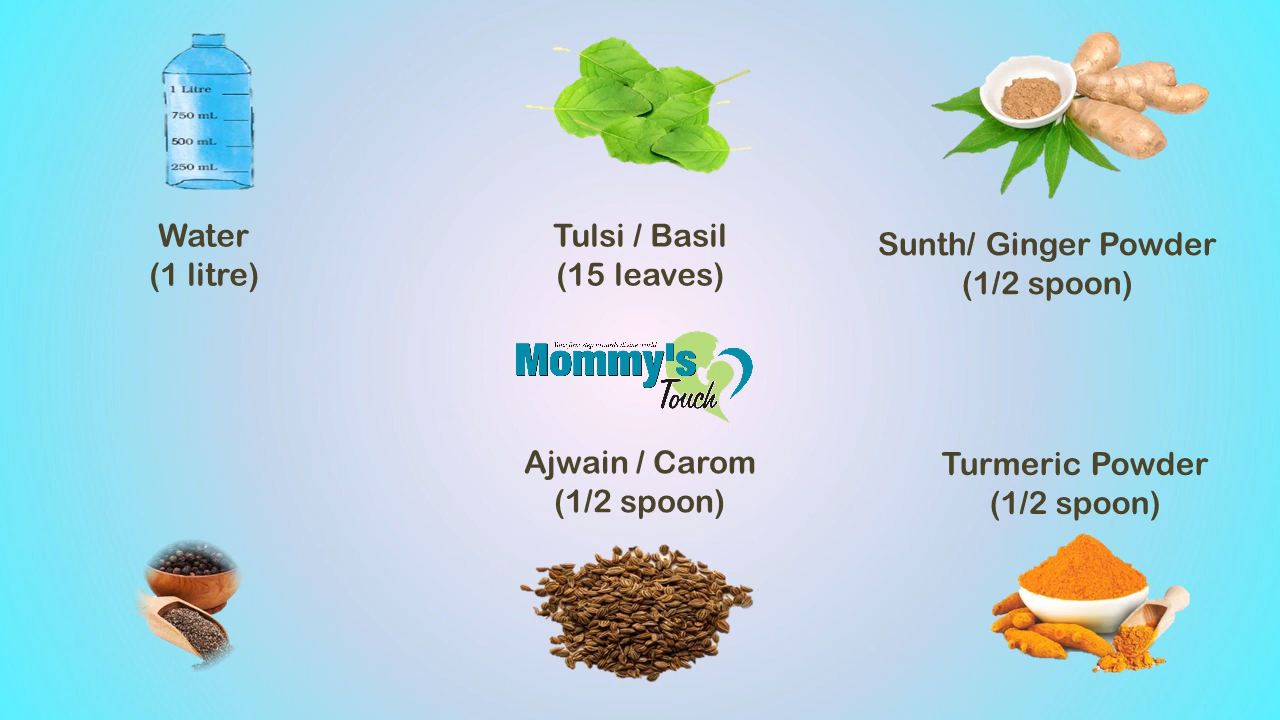 1 Litre
750 mL
500 mL
250 mL
Water
(1 litre)
Tulsi / Basil
(15 leaves)
Sunth/ Ginger Powder
(1/2 spoon)
Mommy's
Touch
Ajwain / Carom
(1/2 spoon)
Turmeric Powder
(1/2 spoon)